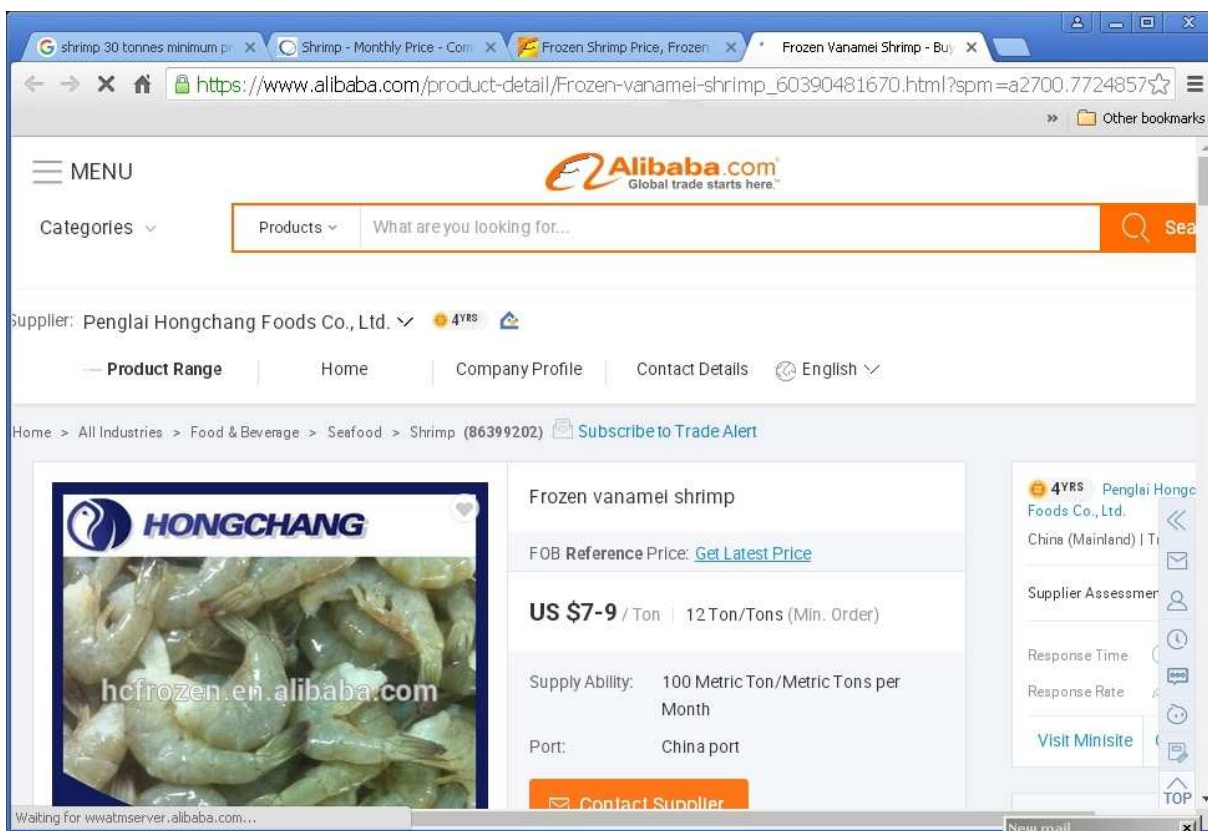 shrimp 30 tonnes minimum pr
Shrimp - Monthly Price - Com
Frozen Shrimp Price, Frozen
Frozen Vanamei Shrimp - Buy
https://www.alibaba.com/product-detail/Frozen-vanamei-shrimp_60390481670.html?spm=a2700.7724857
» Other bookmarks
MENU
Alibaba.com
Global trade starts here.™
Categories
Products
What are you looking for...
Sea
Supplier: Penglai Hongchang Foods Co., Ltd. 4YRS
Product Range Home Company Profile Contact Details English
Home > All Industries > Food & Beverage > Seafood > Shrimp (86399202) Subscribe to Trade Alert
HONGCHANG
hcfrozen.en.alibaba.com
Frozen vanamei shrimp
FOB Reference Price: Get Latest Price
US $7-9 / Ton | 12 Ton/Tons (Min. Order)
Supply Ability: 100 Metric Ton/Metric Tons per
Month
Port: China port
Contact Supplier
4YRS Penglai Hongc
Foods Co., Ltd.
China (Mainland) | Tr
Supplier Assessmen
Response Time
Response Rate
Visit Minisite
TOP
Waiting for wwatmserver.alibaba.com...
New mail